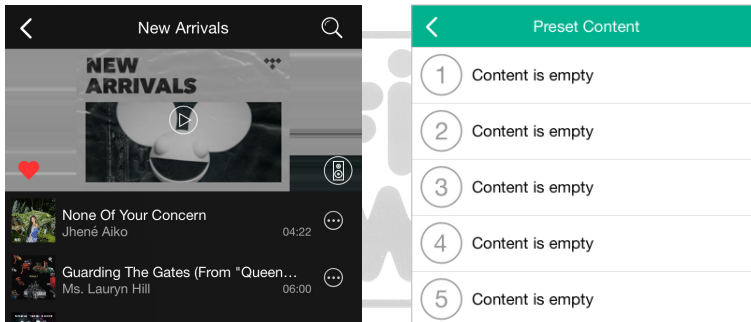 New Arrivals
NEW
ARRIVALS
None Of Your Concern
Jhené Aiko
04:22
Guarding The Gates (From "Queen…
Ms. Lauryn Hill
06:00
Preset Content
1 Content is empty
2 Content is empty
3 Content is empty
4 Content is empty
5 Content is empty